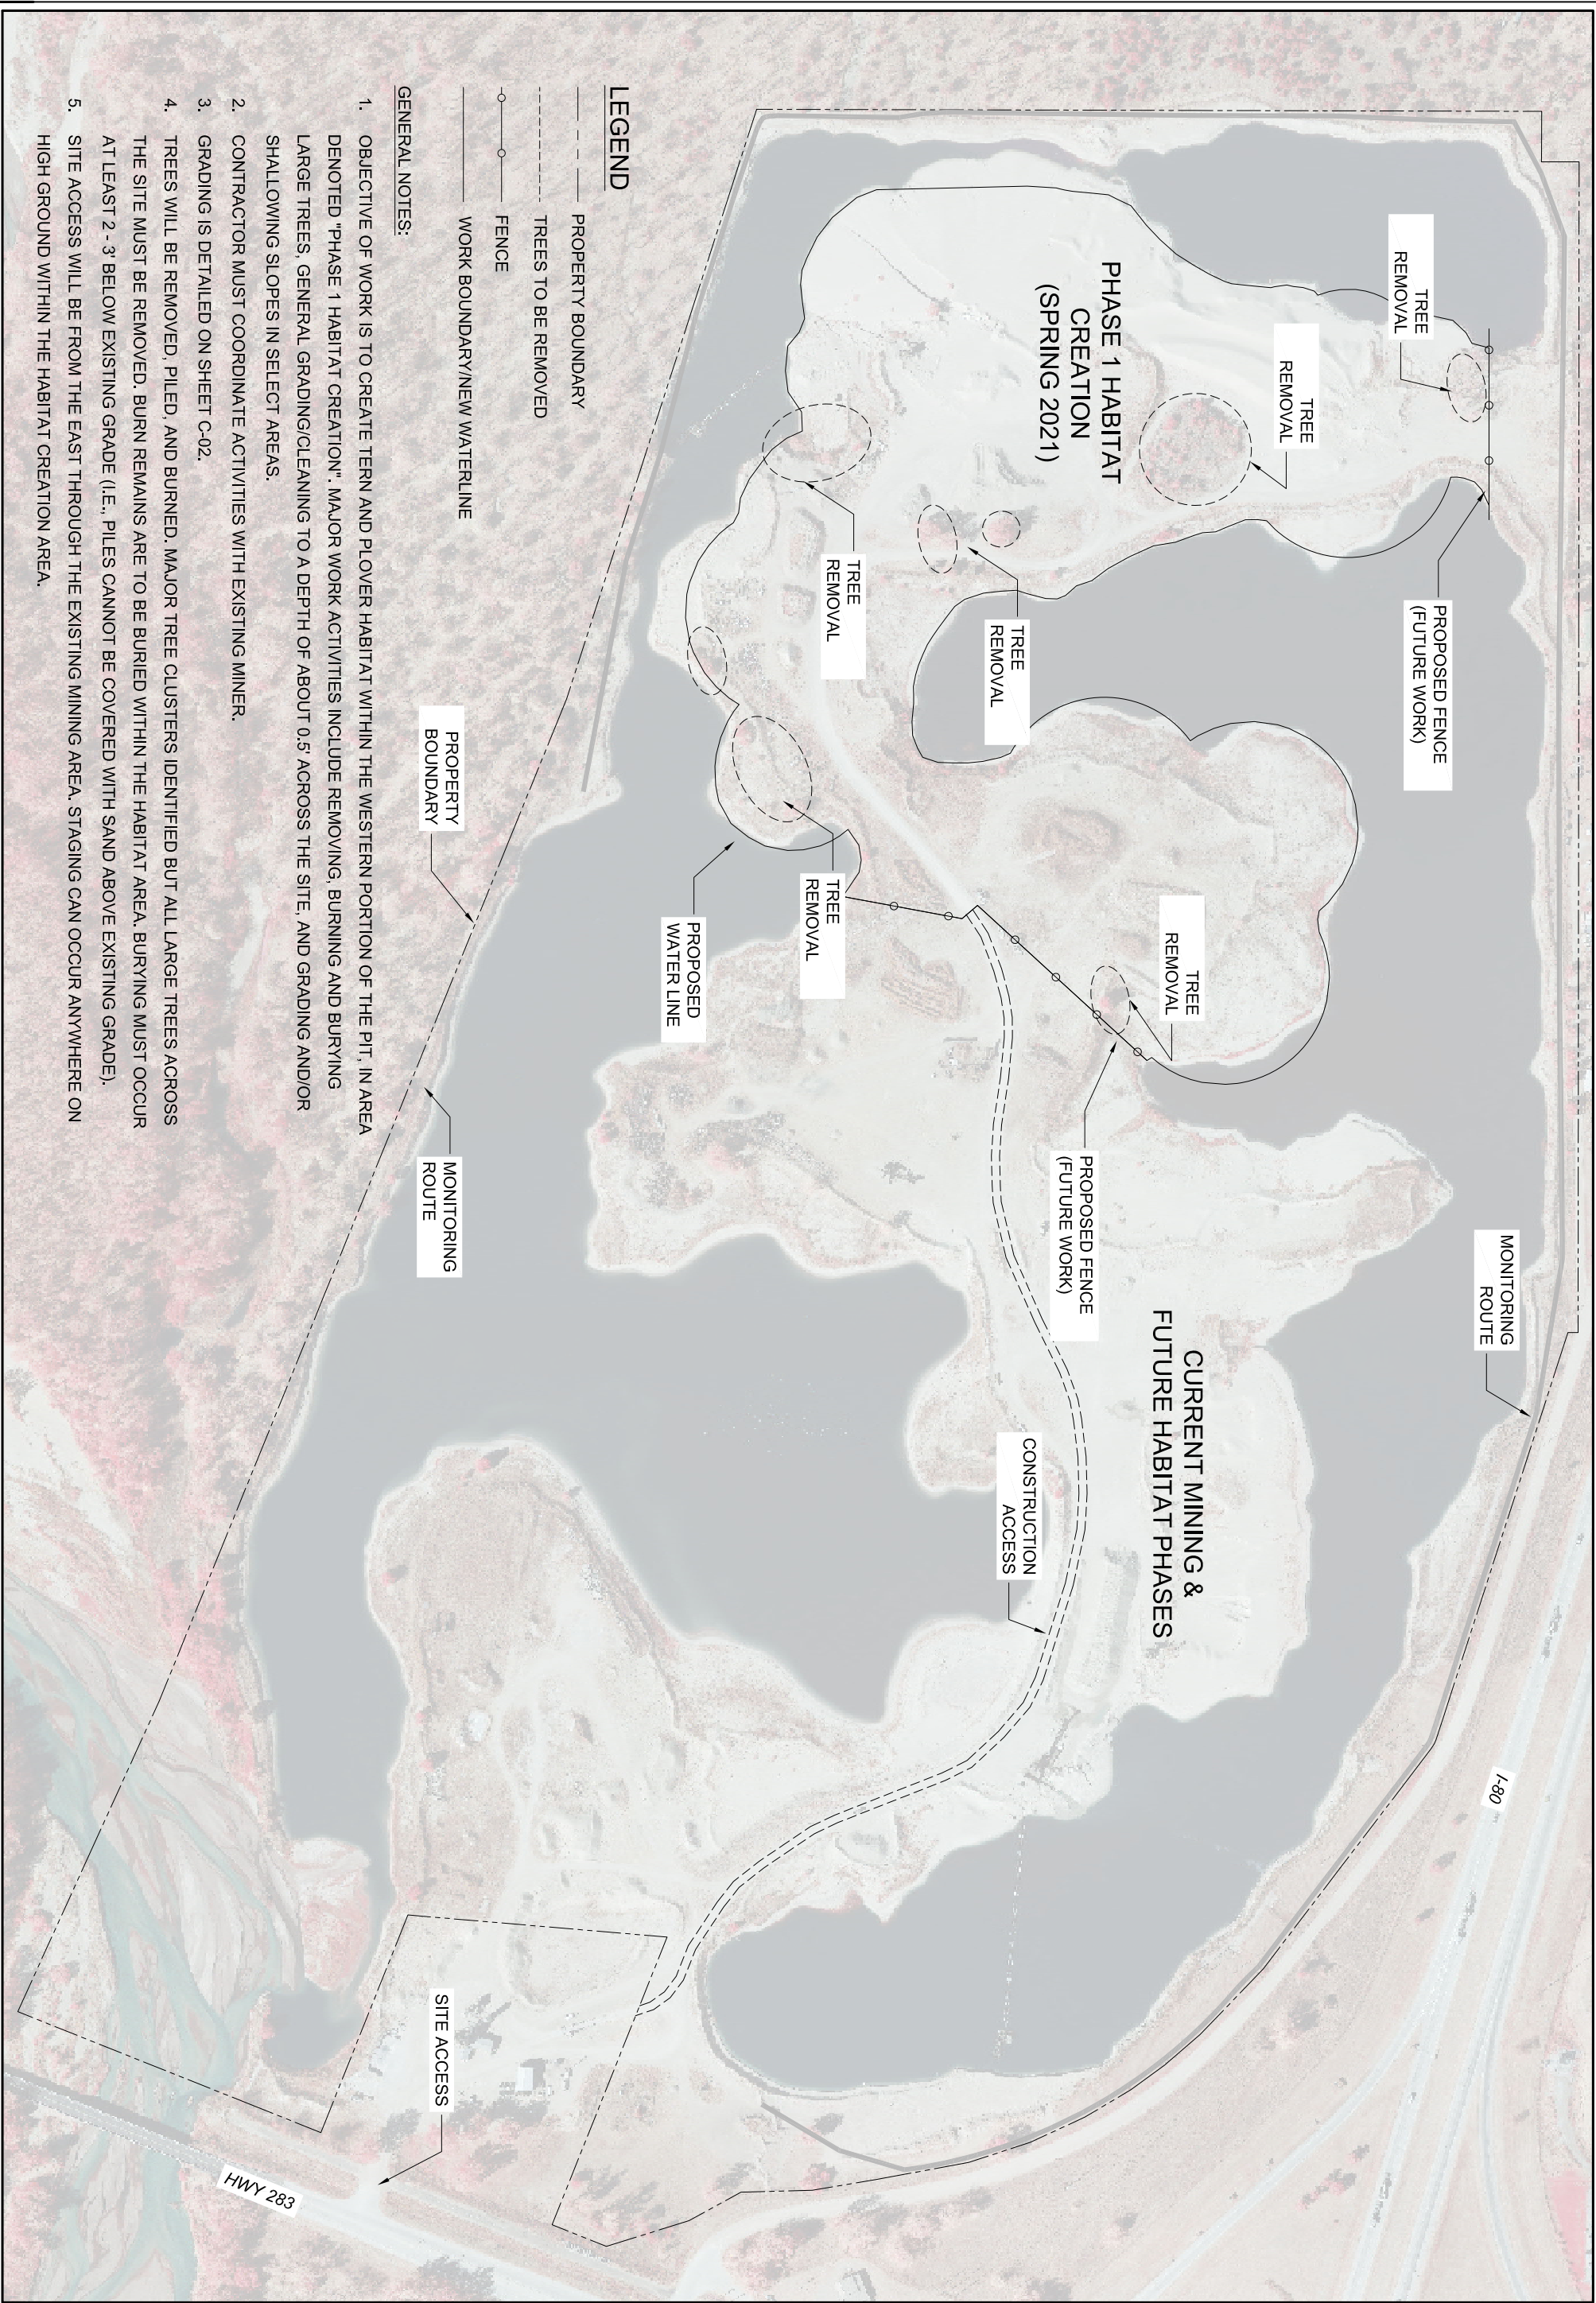 TREE
REMOVAL
TREE
REMOVAL
PHASE 1 HABITAT
CREATION
(SPRING 2021)
PROPOSED FENCE
(FUTURE WORK)
TREE
REMOVAL
TREE
REMOVAL
TREE
REMOVAL
TREE
REMOVAL
PROPOSED
WATER LINE
PROPOSED FENCE
(FUTURE WORK)
MONITORING
ROUTE
CURRENT MINING &
FUTURE HABITAT PHASES
CONSTRUCTION
ACCESS
I-80
PROPERTY
BOUNDARY
MONITORING
ROUTE
SITE ACCESS
HWY 283
LEGEND
PROPERTY BOUNDARY
TREES TO BE REMOVED
FENCE
WORK BOUNDARY/NEW WATERLINE
GENERAL NOTES:
1. OBJECTIVE OF WORK IS TO CREATE TERN AND PLOVER HABITAT WITHIN THE WESTERN PORTION OF THE PIT, IN AREA
DENOTED "PHASE 1 HABITAT CREATION". MAJOR WORK ACTIVITIES INCLUDE REMOVING, BURNING AND BURYING
LARGE TREES, GENERAL GRADING/CLEANING TO A DEPTH OF ABOUT 0.5' ACROSS THE SITE, AND GRADING AND/OR
SHALLOWING SLOPES IN SELECT AREAS.
2. CONTRACTOR MUST COORDINATE ACTIVITIES WITH EXISTING MINER.
3. GRADING IS DETAILED ON SHEET C-02.
4. TREES WILL BE REMOVED, PILED, AND BURNED. MAJOR TREE CLUSTERS IDENTIFIED BUT ALL LARGE TREES ACROSS
THE SITE MUST BE REMOVED. BURN REMAINS ARE TO BE BURIED WITHIN THE HABITAT AREA. BURYING MUST OCCUR
AT LEAST 2 - 3' BELOW EXISTING GRADE (I.E., PILES CANNOT BE COVERED WITH SAND ABOVE EXISTING GRADE).
5. SITE ACCESS WILL BE FROM THE EAST THROUGH THE EXISTING MINING AREA. STAGING CAN OCCUR ANYWHERE ON
HIGH GROUND WITHIN THE HABITAT CREATION AREA.